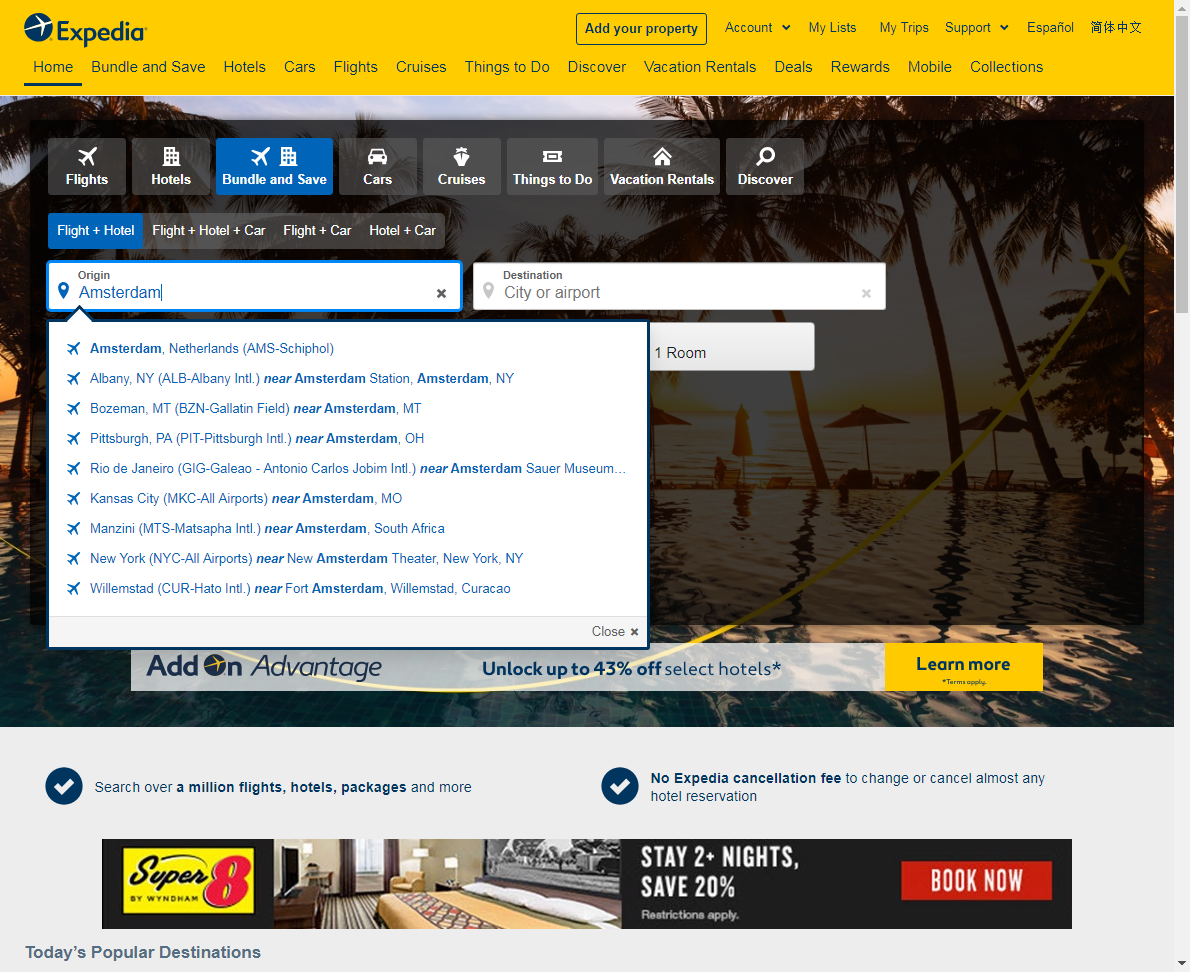 Expedia
Add your property
Account
My Lists
My Trips
Support
Español
简体中文
Home
Bundle and Save
Hotels
Cars
Flights
Cruises
Things to Do
Discover
Vacation Rentals
Deals
Rewards
Mobile
Collections
Flights
Hotels
Bundle and Save
Cars
Cruises
Things to Do
Vacation Rentals
Discover
Flight + Hotel
Flight + Hotel + Car
Flight + Car
Hotel + Car
Origin
Amsterdam
Destination
City or airport
Amsterdam, Netherlands (AMS-Schiphol)
Albany, NY (ALB-Albany Intl.) near Amsterdam Station, Amsterdam, NY
Bozeman, MT (BZN-Gallatin Field) near Amsterdam, MT
Pittsburgh, PA (PIT-Pittsburgh Intl.) near Amsterdam, OH
Rio de Janeiro (GIG-Galeao - Antonio Carlos Jobim Intl.) near Amsterdam Sauer Museum...
Kansas City (MKC-All Airports) near Amsterdam, MO
Manzini (MTS-Matsapha Intl.) near Amsterdam, South Africa
New York (NYC-All Airports) near New Amsterdam Theater, New York, NY
Willemstad (CUR-Hato Intl.) near Fort Amsterdam, Willemstad, Curacao
Close
1 Room
Add On Advantage
Unlock up to 43% off select hotels*
Learn more
*Terms apply.
Search over a million flights, hotels, packages and more
No Expedia cancellation fee to change or cancel almost any
hotel reservation
Super 8
BY WYNDHAM
STAY 2+ NIGHTS,
SAVE 20%
Restrictions apply.
BOOK NOW
Today's Popular Destinations